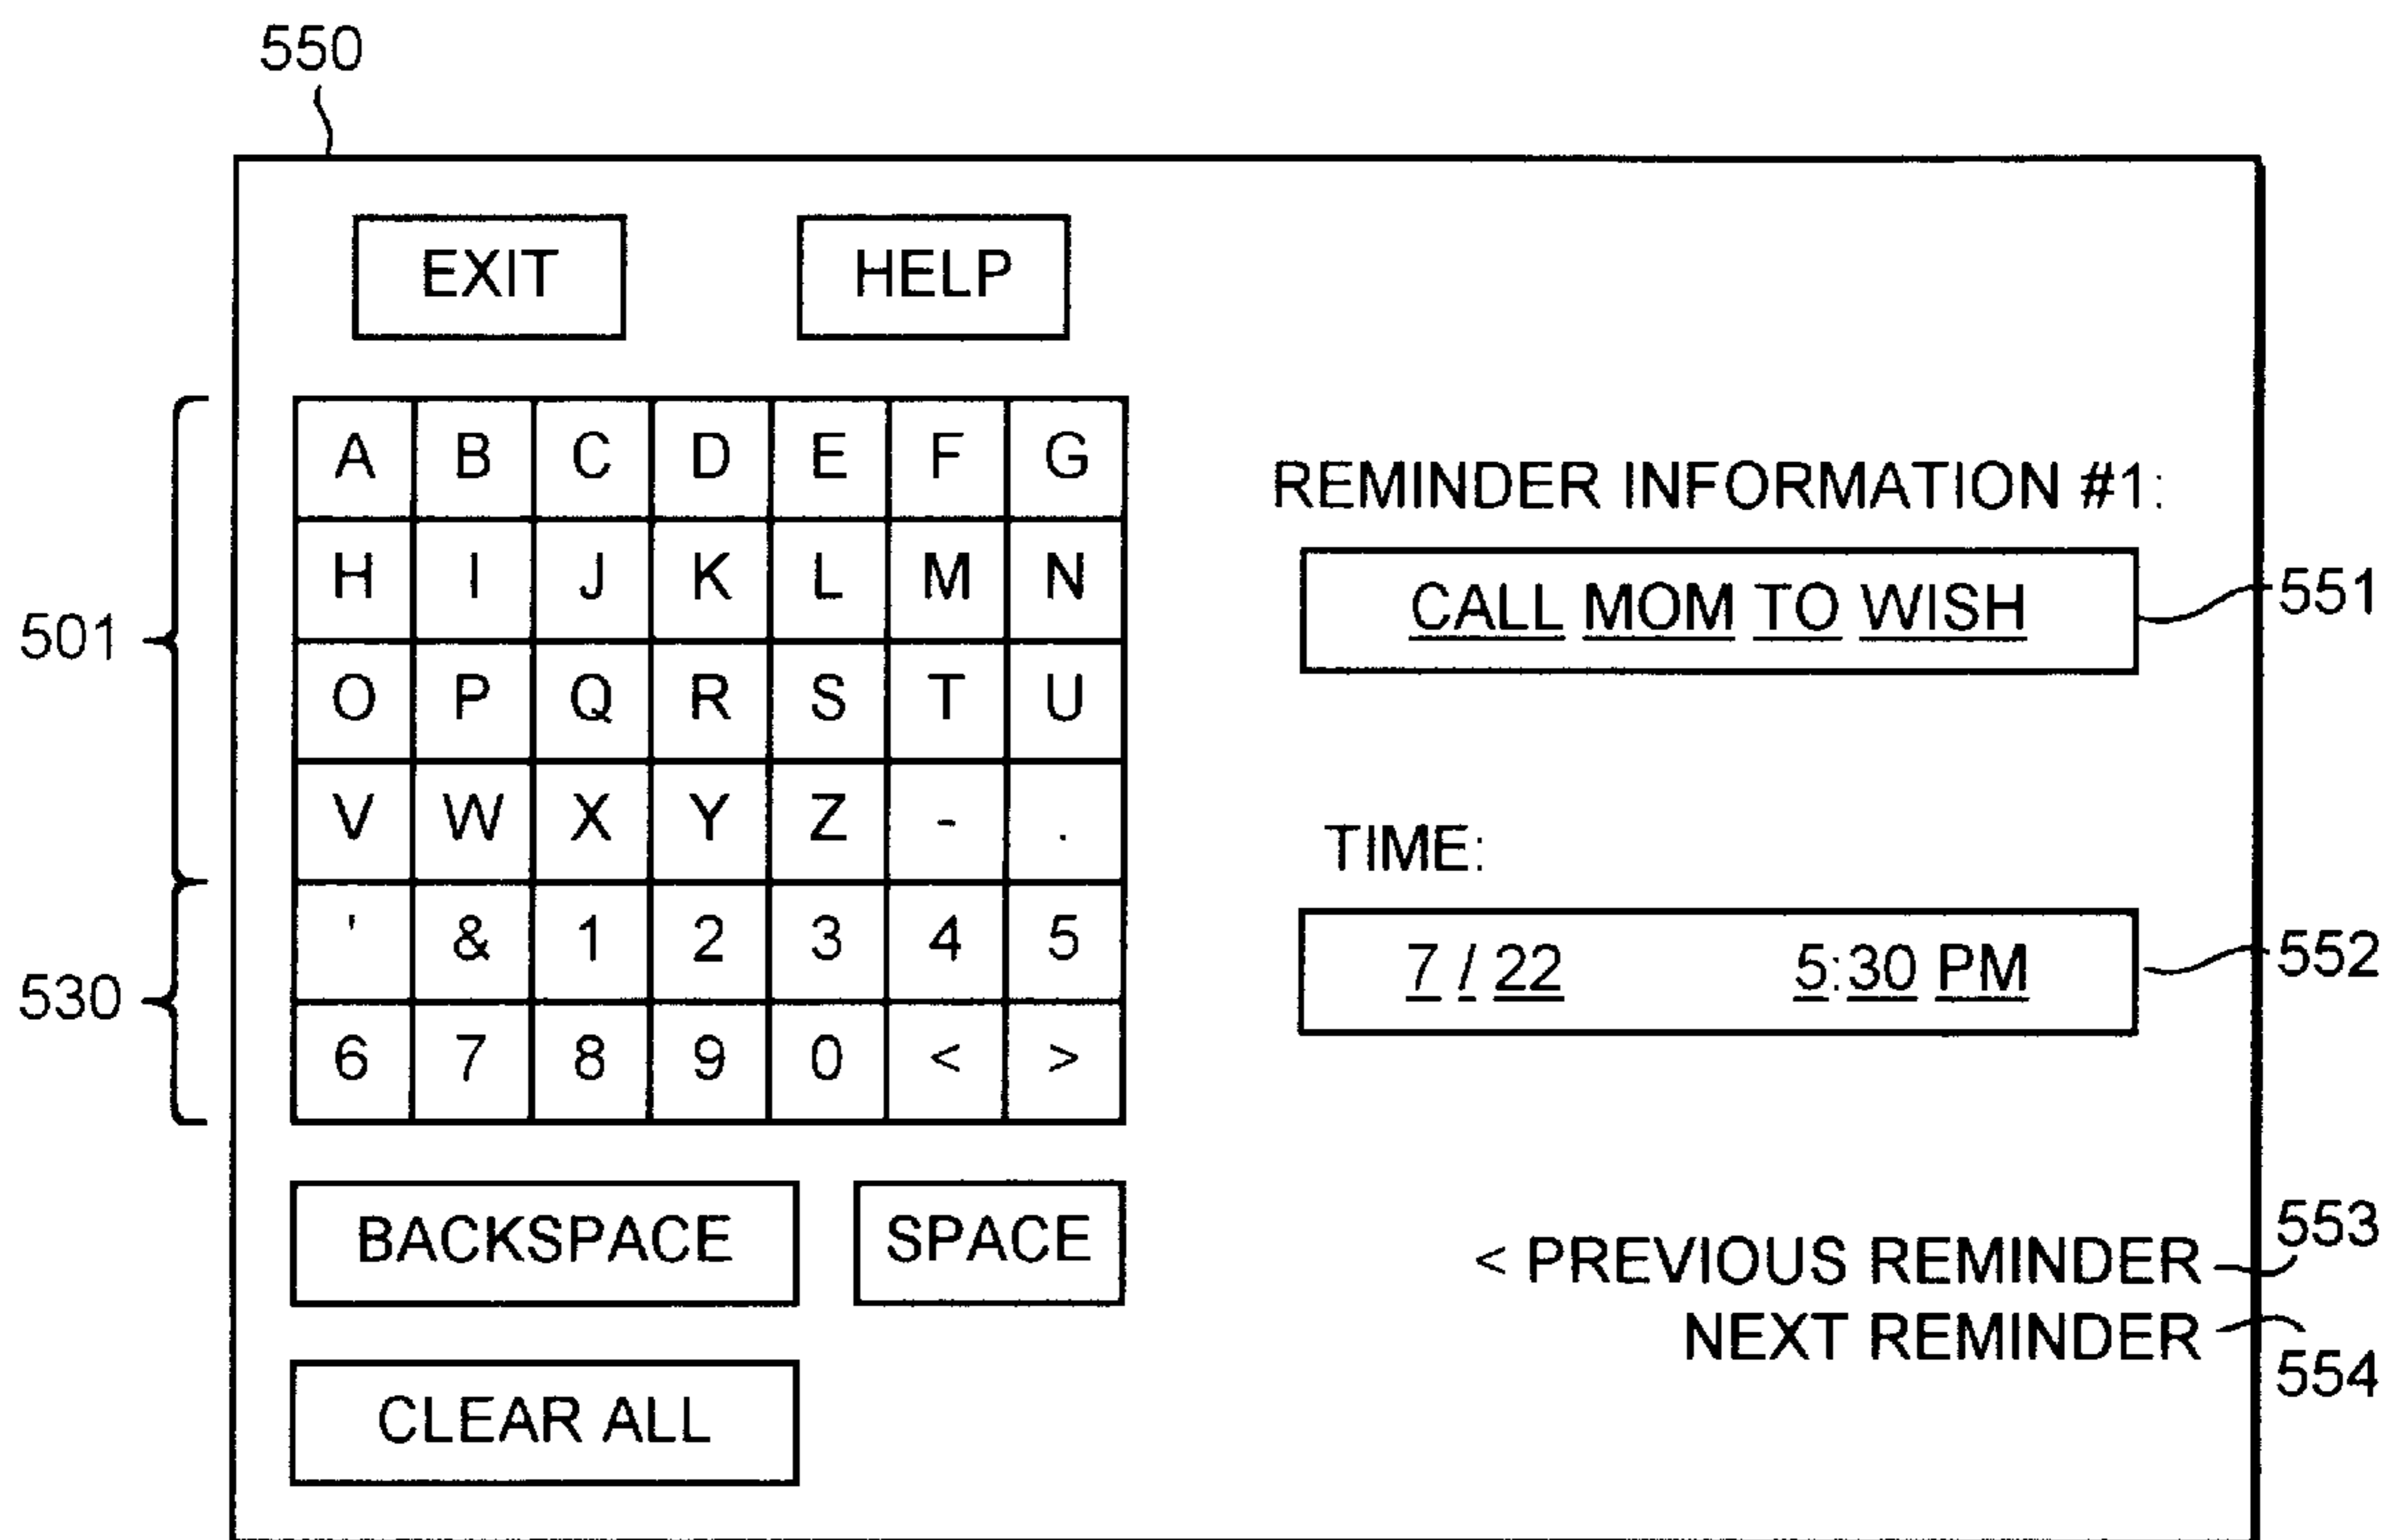 550
EXIT HELP
A B C D E F G
H I J K L M N
O P Q R S T U
V W X Y Z - .
' & 1 2 3 4 5
6 7 8 9 0 < >
501
530
BACKSPACE SPACE
CLEAR ALL
REMINDER INFORMATION #1:
CALL MOM TO WISH
551
TIME:
7 / 22 5:30 PM
552
< PREVIOUS REMINDER
553
NEXT REMINDER
554